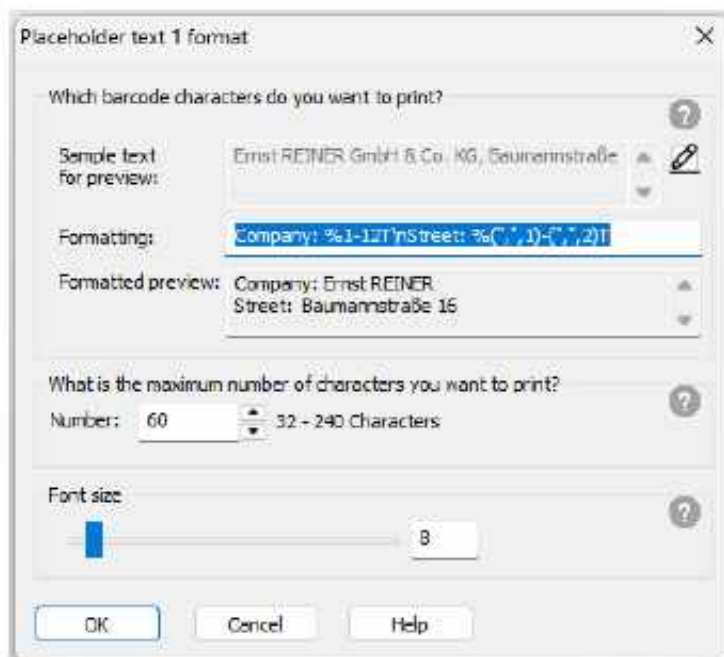 Placeholder text 1 format
Which barcode characters do you want to print?
Sample text for preview:
Ernst REINER GmbH & Co. KG, Baumannstraße
Formatting:
Company: %1-12T\nStreet: %(",",1)-(",",2)T
Formatted preview:
Company: Ernst REINER
Street: Baumannstraße 16
What is the maximum number of characters you want to print?
Number: 60 32 - 240 Characters
Font size
8
OK Cancel Help